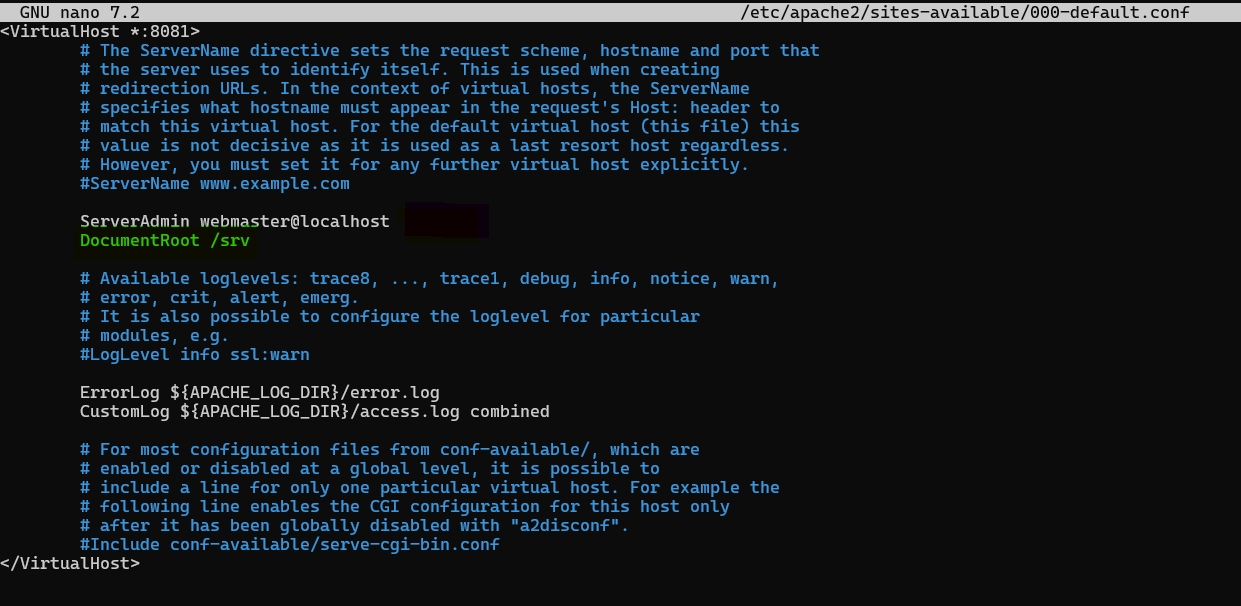 GNU nano 7.2 /etc/apache2/sites-available/000-default.conf
<VirtualHost *:8081>
# The ServerName directive sets the request scheme, hostname and port that
# the server uses to identify itself. This is used when creating
# redirection URLs. In the context of virtual hosts, the ServerName
# specifies what hostname must appear in the request's Host: header to
# match this virtual host. For the default virtual host (this file) this
# value is not decisive as it is used as a last resort host regardless.
# However, you must set it for any further virtual host explicitly.
#ServerName www.example.com
ServerAdmin webmaster@localhost
DocumentRoot /srv
# Available loglevels: trace8, ..., trace1, debug, info, notice, warn,
# error, crit, alert, emerg.
# It is also possible to configure the loglevel for particular
# modules, e.g.
#LogLevel info ssl:warn
ErrorLog ${APACHE_LOG_DIR}/error.log
CustomLog ${APACHE_LOG_DIR}/access.log combined
# For most configuration files from conf-available/, which are
# enabled or disabled at a global level, it is possible to
# include a line for only one particular virtual host. For example the
# following line enables the CGI configuration for this host only
# after it has been globally disabled with "a2disconf".
#Include conf-available/serve-cgi-bin.conf
</VirtualHost>